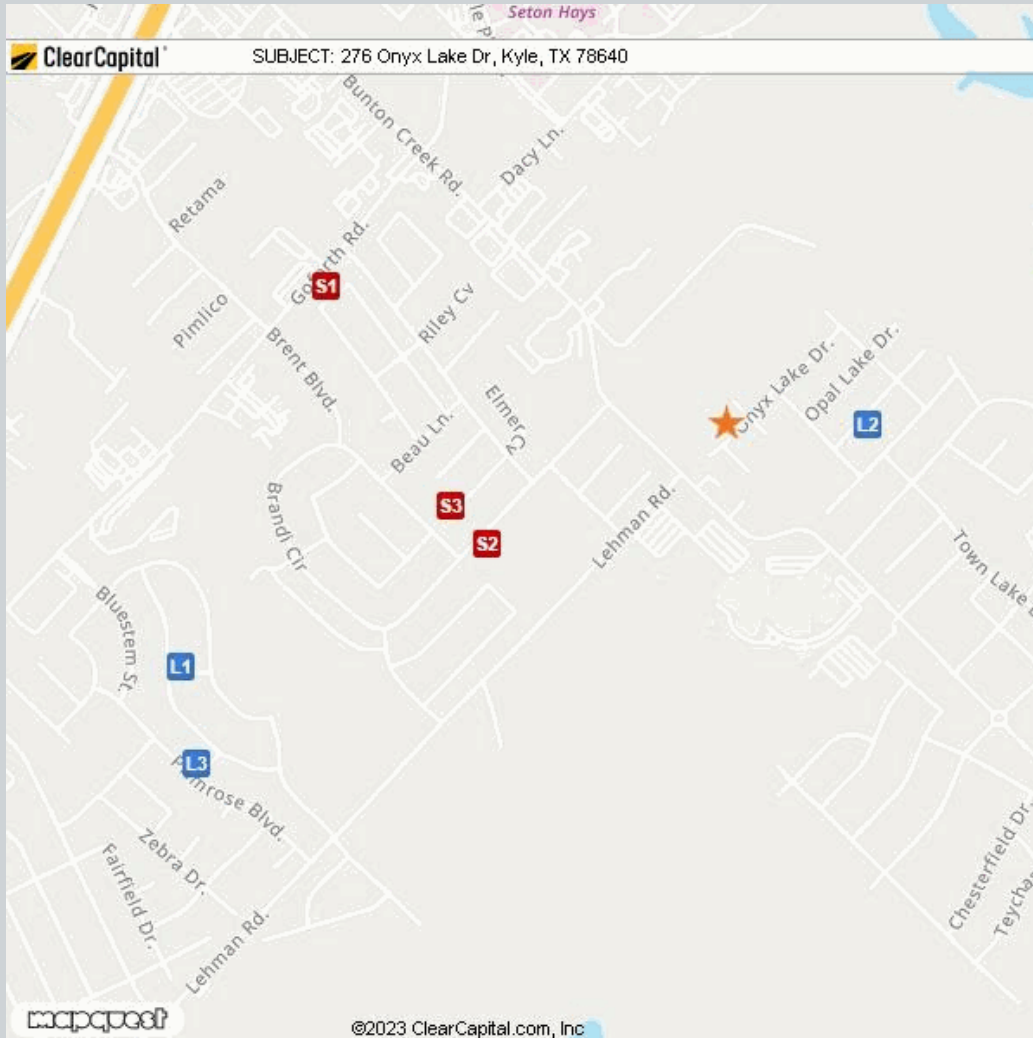 Seton Hays
ClearCapital
SUBJECT: 276 Onyx Lake Dr, Kyle, TX 78640
Bunton Creek Rd.
Dacy Ln.
Retama
Goforth Rd.
S1
Pimlico
Riley Cv
Brent Blvd.
Onyx Lake Dr.
Opal Lake Dr.
L2
Elmer Cv
Beau Ln.
S3
S2
Brandi Cir
Lehman Rd.
Town Lake
Bluestem St.
L1
L3
Primrose Blvd.
Zebra Dr.
Fairfield Dr.
Lehman Rd.
Chesterfield Dr.
mapquest
©2023 ClearCapital.com, Inc